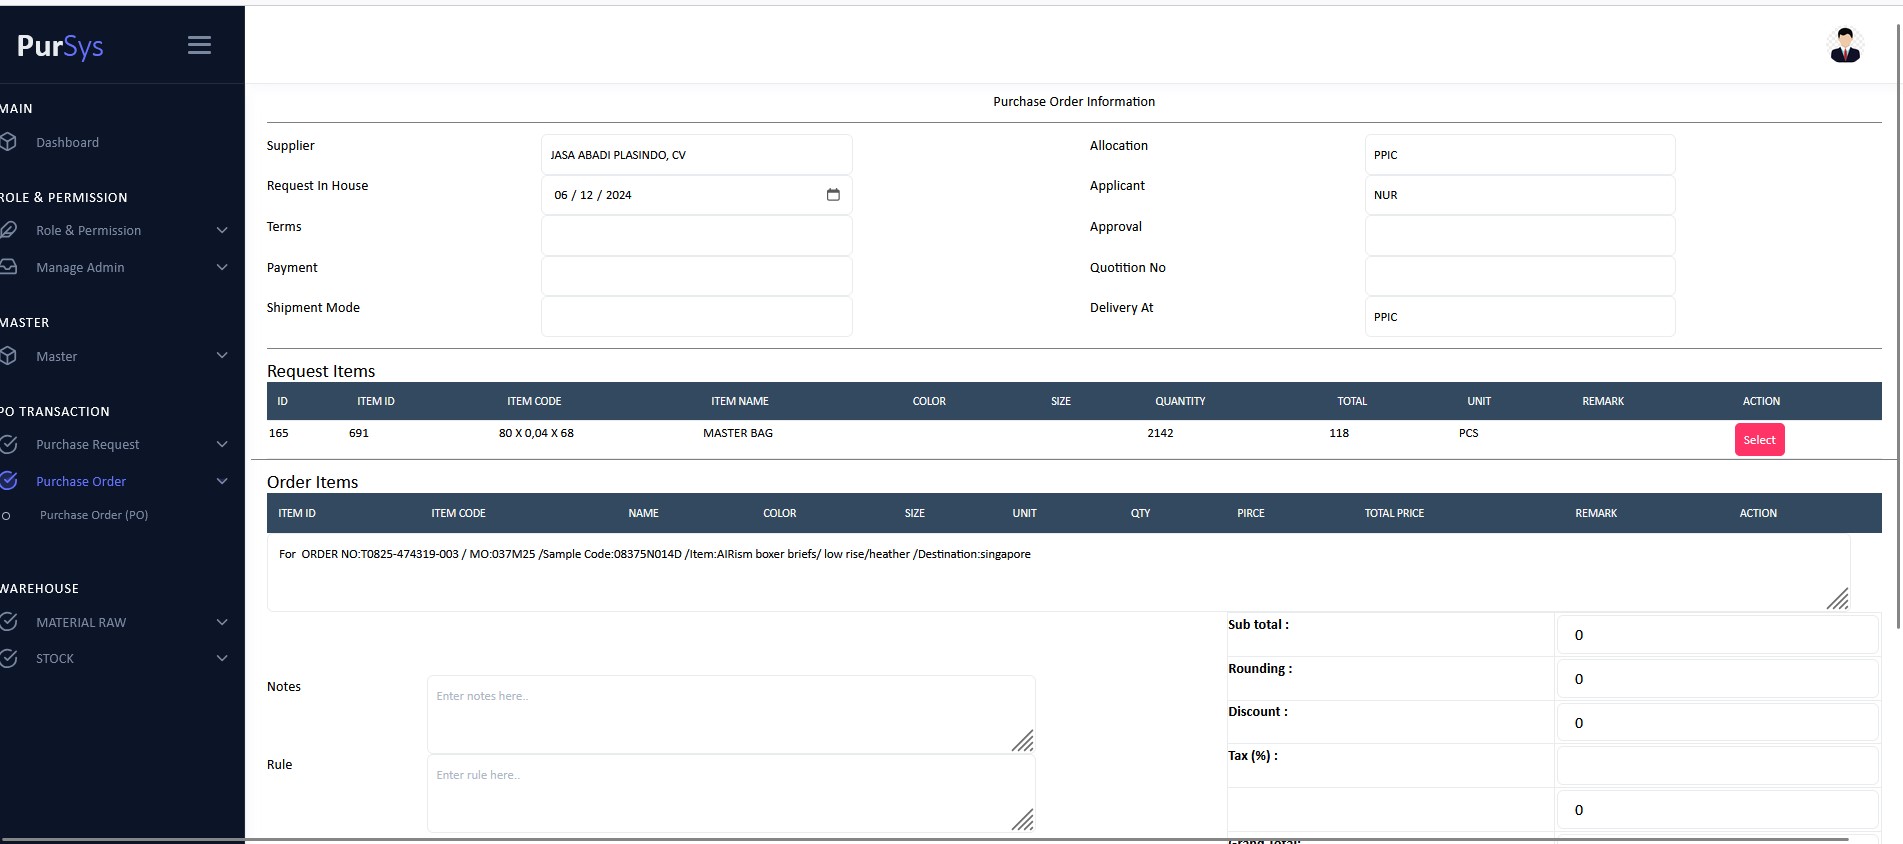 PurSys
MAIN
Dashboard
ROLE & PERMISSION
Role & Permission
Manage Admin
MASTER
Master
PO TRANSACTION
Purchase Request
Purchase Order
Purchase Order (PO)
WAREHOUSE
MATERIAL RAW
STOCK
Purchase Order Information
Supplier JASA ABADI PLASINDO, CV Allocation PPIC
Request In House 06 / 12 / 2024 Applicant NUR
Terms Approval
Payment Quotition No
Shipment Mode Delivery At PPIC
Request Items
ID ITEM ID ITEM CODE ITEM NAME COLOR SIZE QUANTITY TOTAL UNIT REMARK ACTION
165 691 80 X 0,04 X 68 MASTER BAG 2142 118 PCS Select
Order Items
ITEM ID ITEM CODE NAME COLOR SIZE UNIT QTY PIRCE TOTAL PRICE REMARK ACTION
For ORDER NO:T0825-474319-003 / MO:037M25 /Sample Code:08375N014D /Item:AIRism boxer briefs/ low rise/heather /Destination:singapore
Sub total : 0
Rounding : 0
Discount : 0
Tax (%) :
0
Grand Total:
Notes Enter notes here..
Rule Enter rule here..